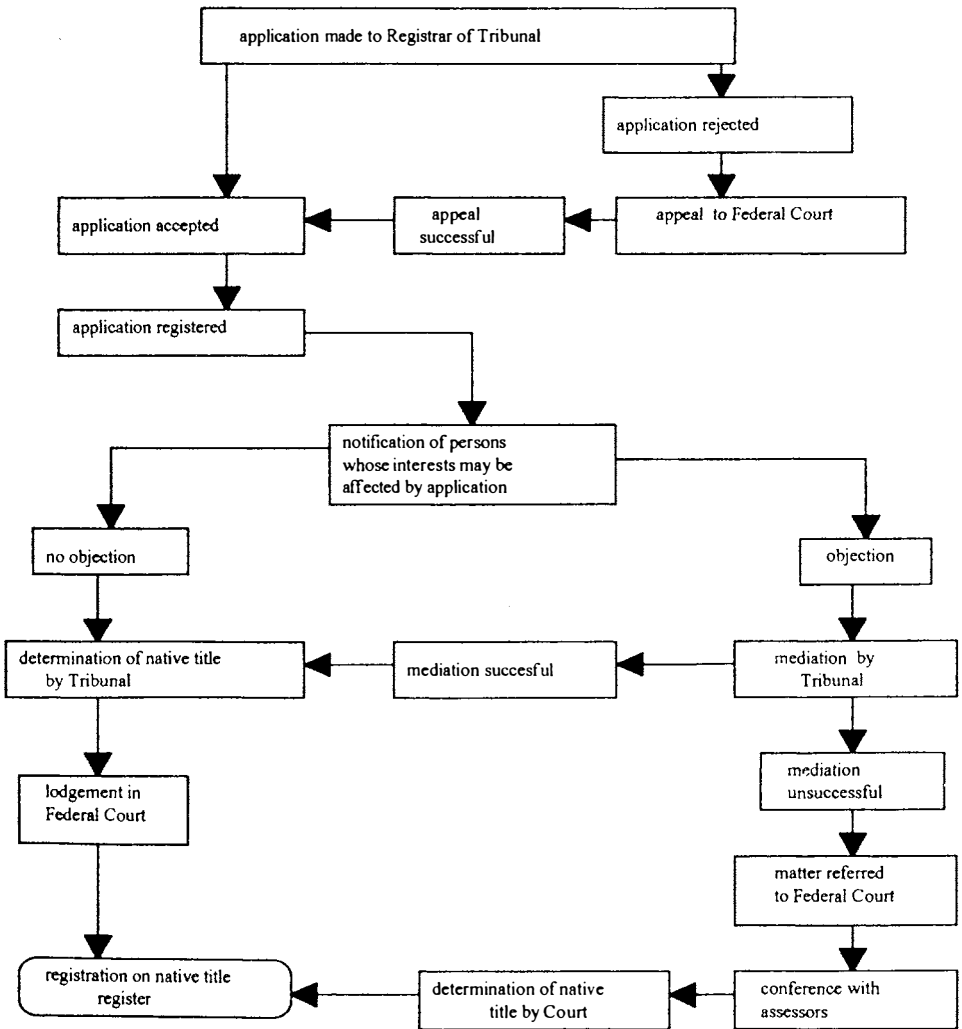 application made to Registrar of Tribunal
application rejected
application accepted
appeal
successful
appeal to Federal Court
application registered
notification of persons
whose interests may be
affected by application
no objection
objection
determination of native title
by Tribunal
mediation succesful
mediation by
Tribunal
lodgement in
Federal Court
mediation
unsuccessful
matter referred
to Federal Court
registration on native title
register
determination of native
title by Court
conference with
assessors